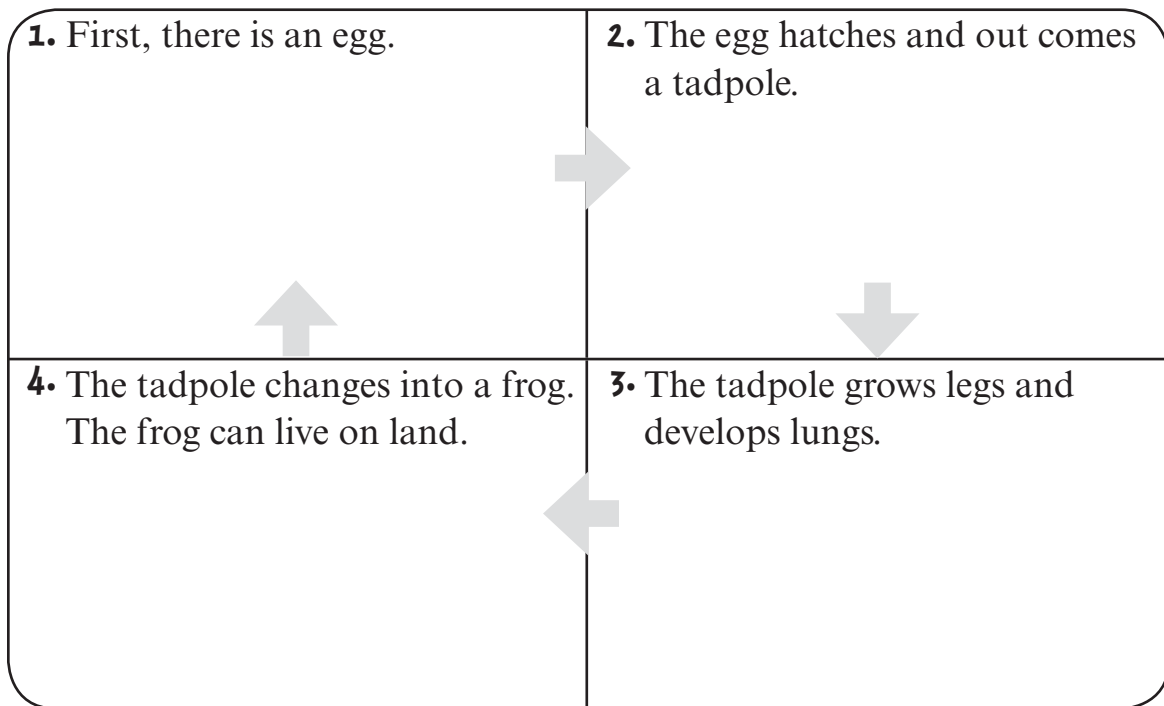 1. First, there is an egg.
2. The egg hatches and out comes
a tadpole.
3. The tadpole grows legs and
develops lungs.
4. The tadpole changes into a frog.
The frog can live on land.